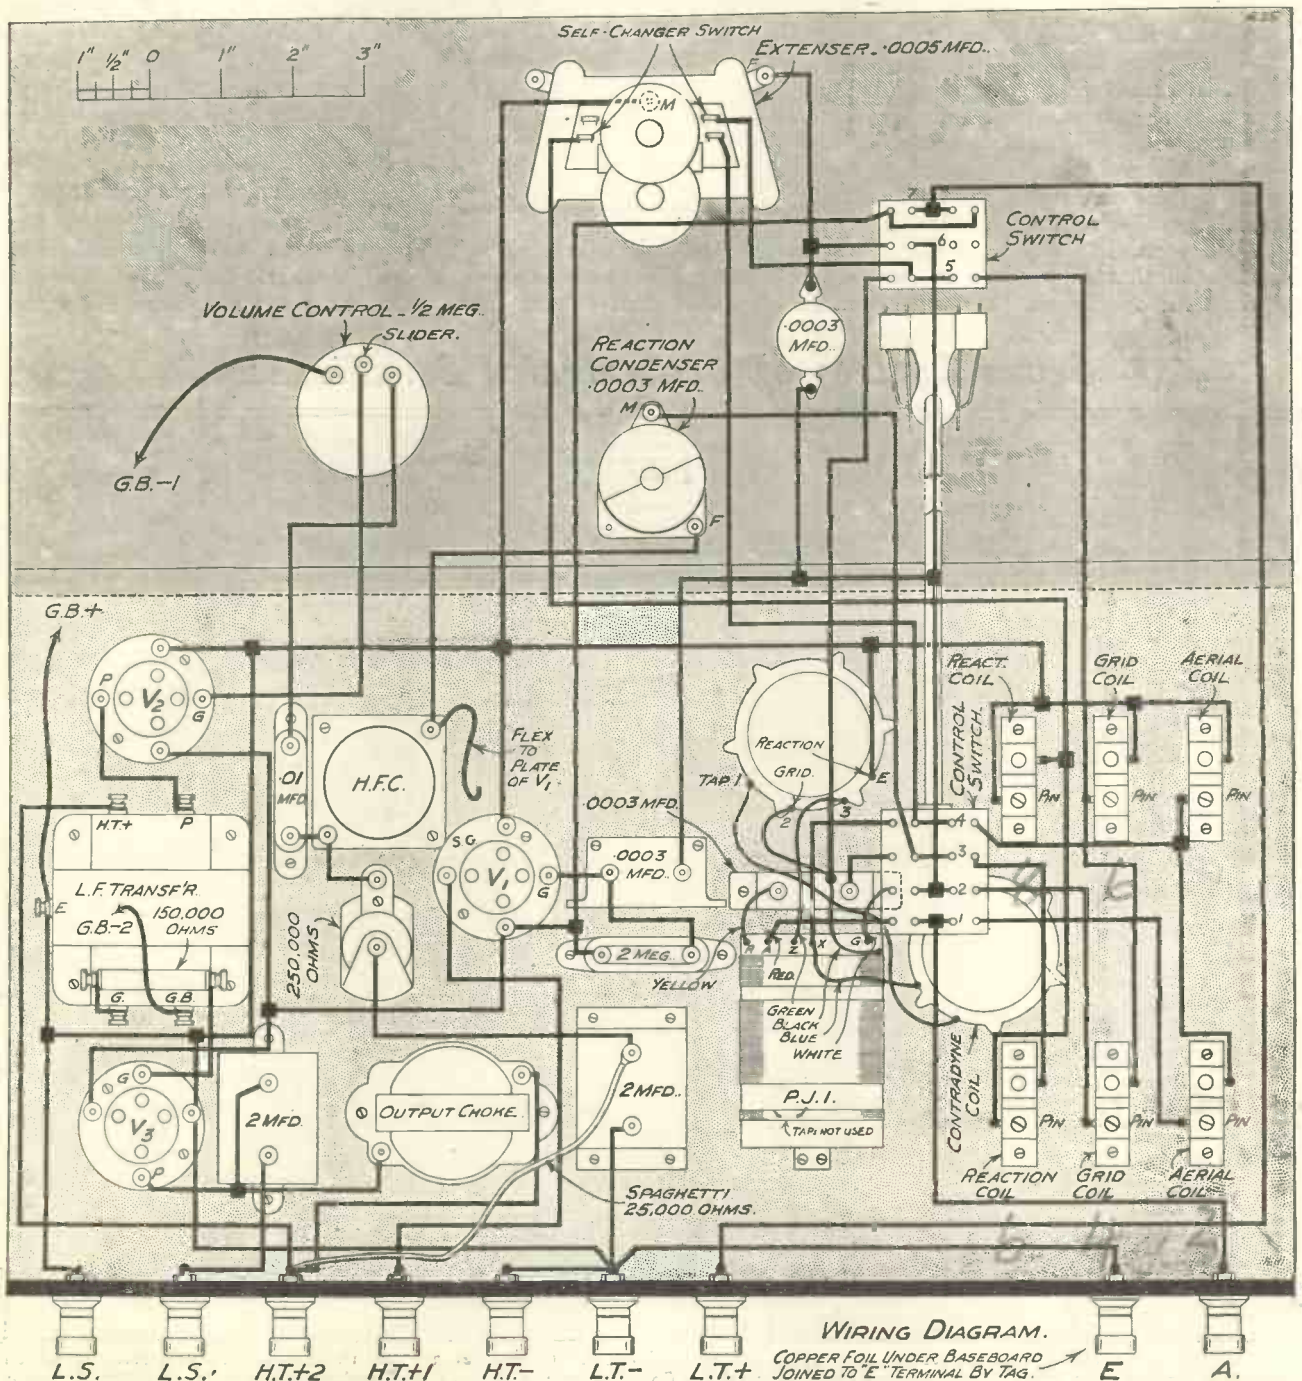 SELF-CHANGER SWITCH
EXTENSER - .0005 MFD..
1" ½" 0 1" 2" 3"
F
M
7
CONTROL
SWITCH
6
5
VOLUME CONTROL - ½ MEG.
SLIDER.
REACTION
CONDENSER
.0003 MFD..
M
.0003
MFD..
G.B.-1
F
G.B.+
P
V2
G
REACT.
COIL
GRID
COIL
AERIAL
COIL
CONTROL
SWITCH.
REACTION
GRID.
TAP. 1
E
2
3
FLEX
TO
PLATE
OF V1.
H.F.C.
.01
MFD
.0003 MFD.
PIN
PIN
PIN
H.T.+
P
S G
V1
G
.0003
MFD..
4
3
2
1
L.F. TRANSF'R.
E
G.B.-2
150,000
OHMS
250,000
OHMS
2 MEG.
Z
X
G
YELLOW
RED.
G.
G.B.
GREEN
BLACK
BLUE
WHITE
CONTRADYNE
COIL
G
V3
P
2 MFD.
OUTPUT CHOKE.
2 MFD..
P.J.1.
TAP: NOT USED
PIN
PIN
PIN
REACTION
COIL
GRID
COIL
AERIAL
COIL
SPAGHETTI
25,000 OHMS.
L.S.
L.S.
H.T.+2
H.T.+1
H.T.-
L.T.-
L.T.+
E
A.
WIRING DIAGRAM.
COPPER FOIL UNDER BASEBOARD
JOINED TO "E" TERMINAL BY TAG.